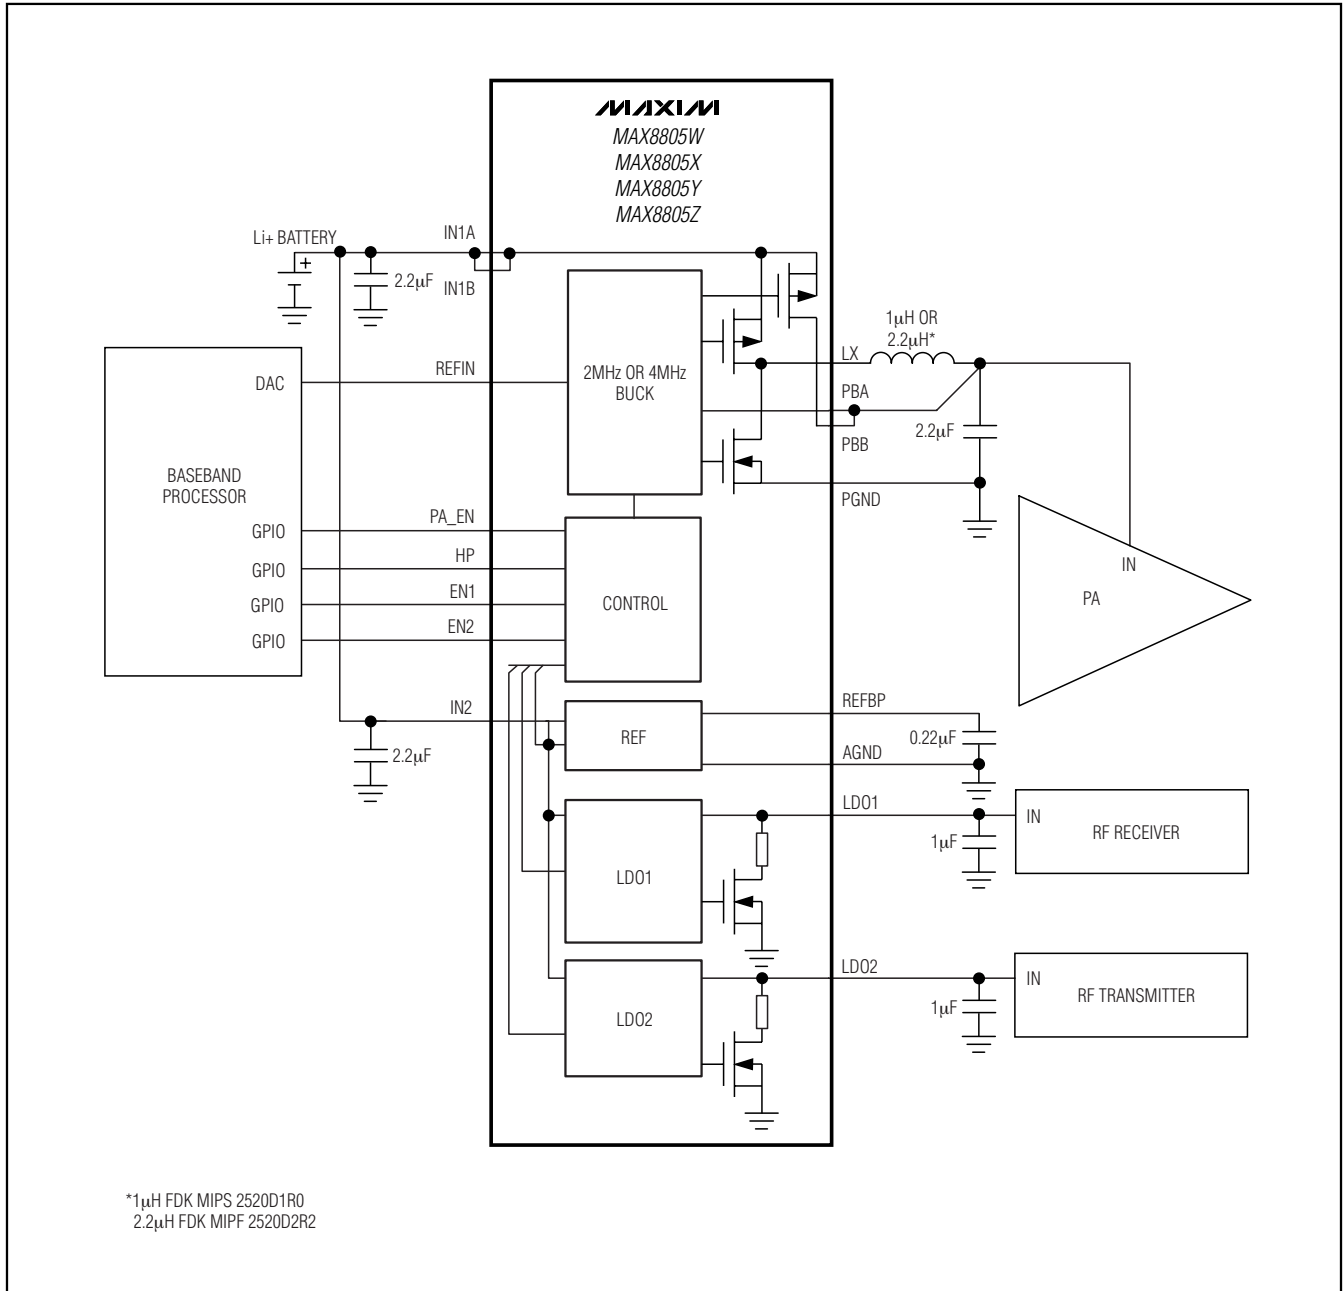 MAXIM
MAX8805W
MAX8805X
MAX8805Y
MAX8805Z
Li+ BATTERY
+
2.2µF
IN1A
IN1B
2MHz OR 4MHz
BUCK
LX
1µH OR
2.2µH*
PBA
PBB
2.2µF
PGND
BASEBAND
PROCESSOR
DAC
REFIN
GPIO
PA_EN
GPIO
HP
GPIO
EN1
GPIO
EN2
CONTROL
IN
PA
IN2
2.2µF
REF
REFBP
0.22µF
AGND
LDO1
LDO1
1µF
IN
RF RECEIVER
LDO2
LDO2
1µF
IN
RF TRANSMITTER
*1µH FDK MIPS 2520D1R0
2.2µH FDK MIPF 2520D2R2